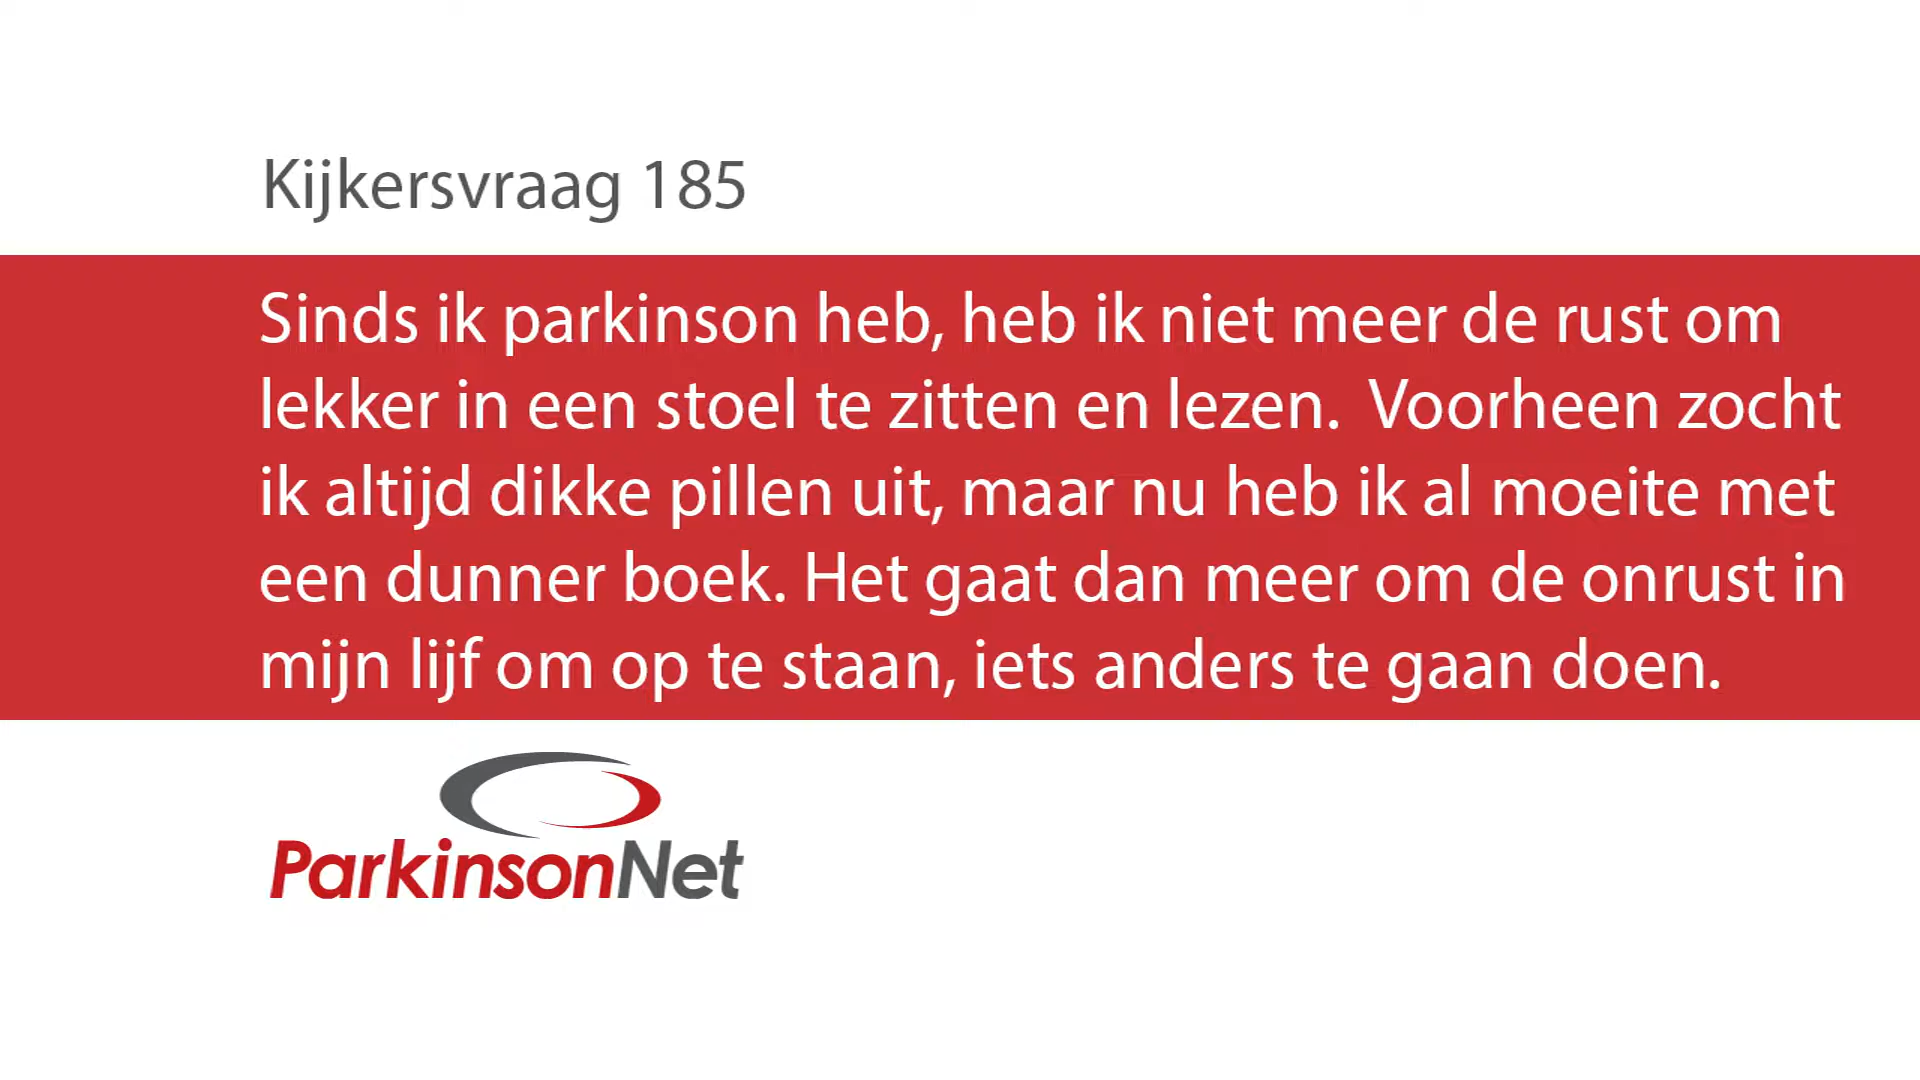 Kijkersvraag 185
Sinds ik parkinson heb, heb ik niet meer de rust om
lekker in een stoel te zitten en lezen.  Voorheen zocht
ik altijd dikke pillen uit, maar nu heb ik al moeite met
een dunner boek. Het gaat dan meer om de onrust in
mijn lijf om op te staan, iets anders te gaan doen.
ParkinsonNet